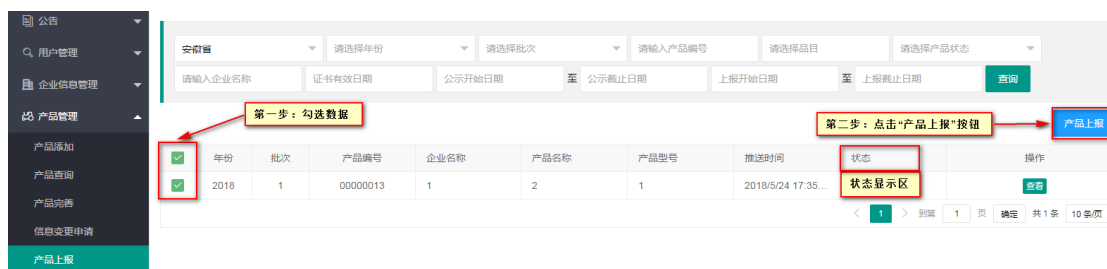 公告
用户管理
企业信息管理
产品管理
产品添加
产品查询
产品完善
信息变更申请
产品上报
安徽省 请选择年份 请选择批次 请输入产品编号 请选择品目 请选择产品状态
请输入企业名称 证书有效日期 公示开始日期 至 公示截止日期 上报开始日期 至 上报截止日期 查询
第一步：勾选数据
第二步：点击“产品上报”按钮
产品上报
年份 批次 产品编号 企业名称 产品名称 产品型号 推送时间 状态 操作
2018 1 00000013 1 2 1 2018/5/24 17:35... 状态显示区 查看
1 到第 1 页 确定 共 1 条 10 条/页